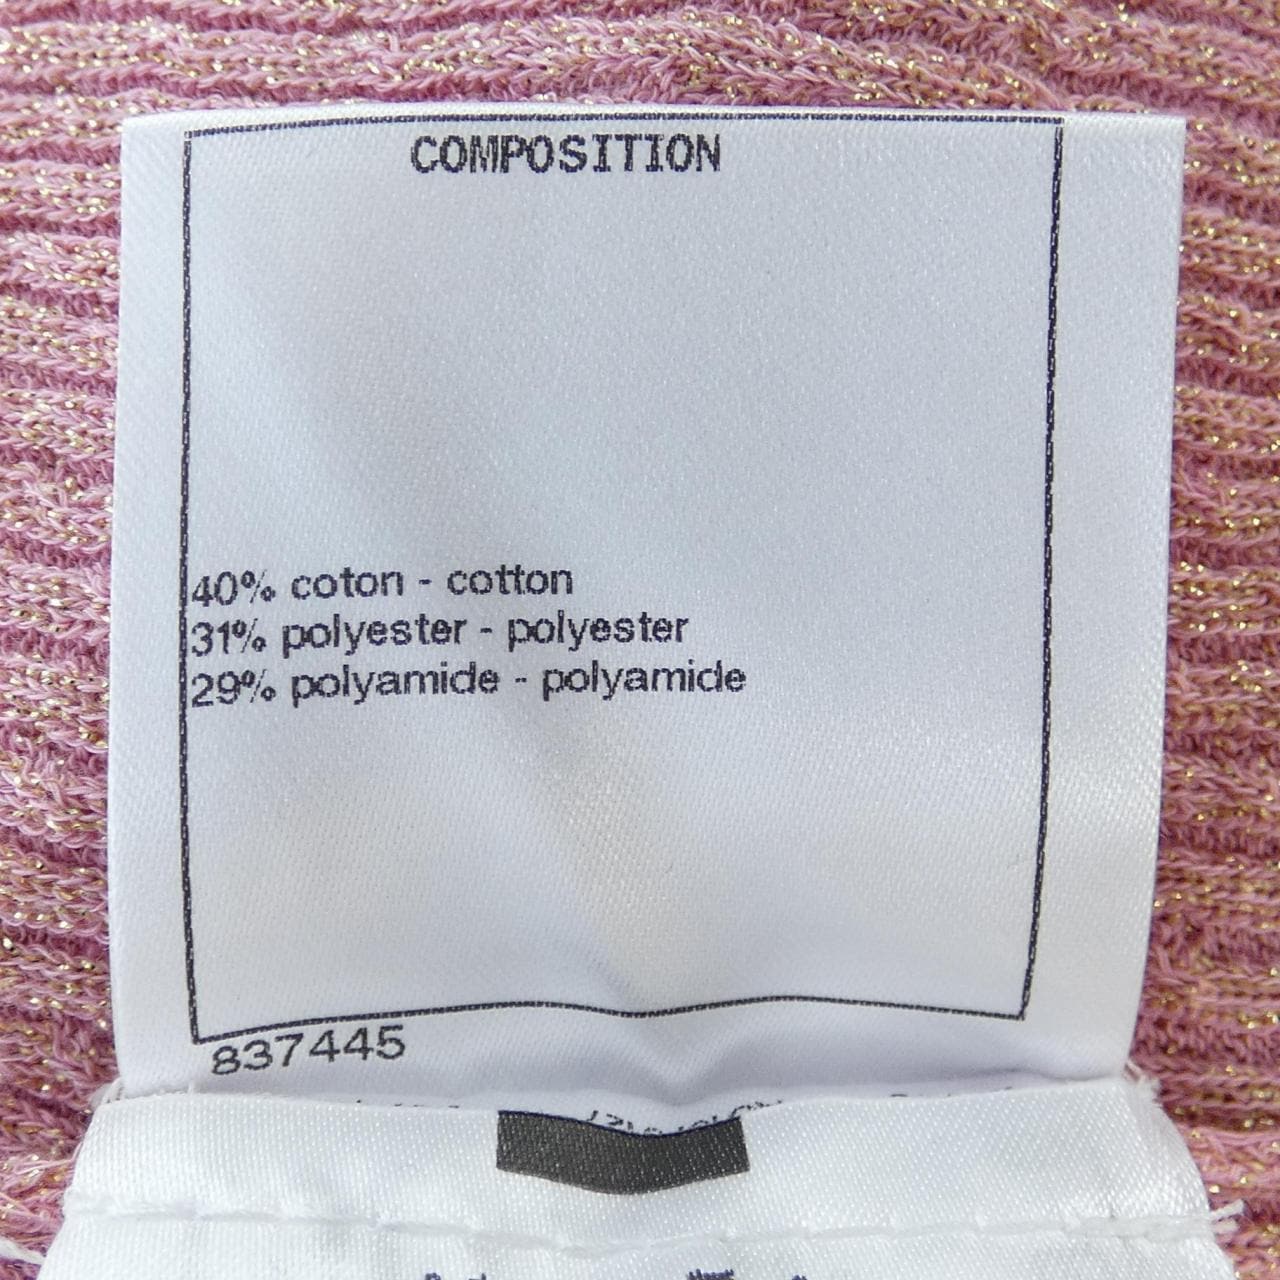 COMPOSITION
40% coton - cotton
31% polyester - polyester
29% polyamide - polyamide
837445